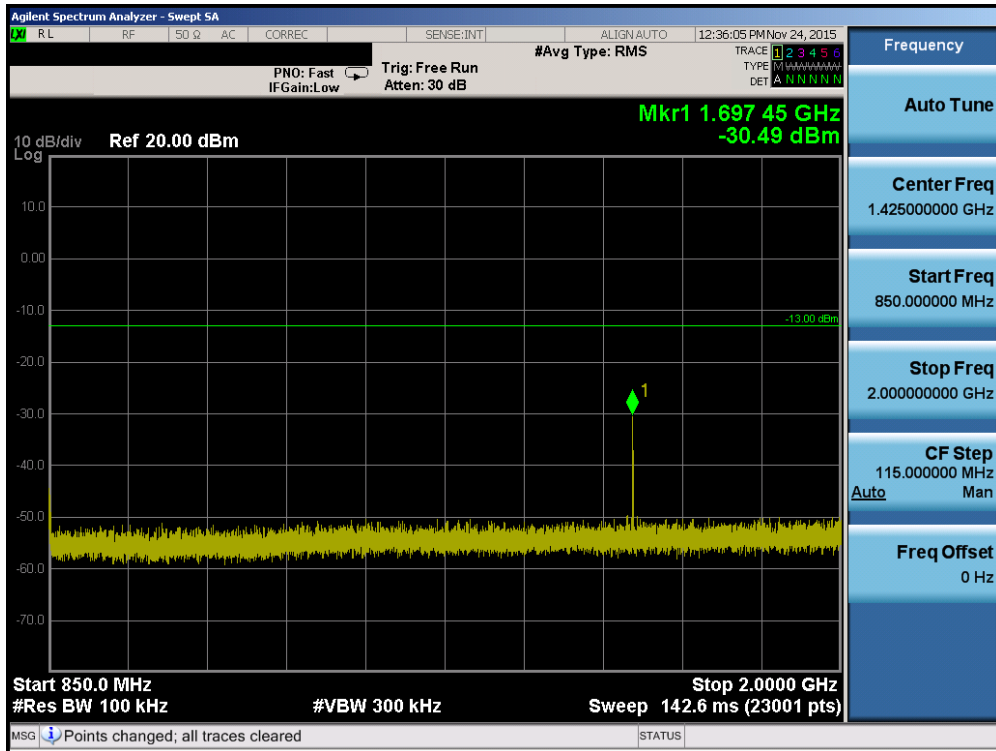 Agilent Spectrum Analyzer - Swept SA
LXI RL RF 50 Ω AC CORREC SENSE:INT ALIGN AUTO 12:36:05 PM Nov 24, 2015
#Avg Type: RMS TRACE 1 2 3 4 5 6
PNO: Fast Trig: Free Run TYPE M WWWWW
IFGain:Low Atten: 30 dB DET A N N N N N
Mkr1 1.697 45 GHz
-30.49 dBm
10 dB/div Ref 20.00 dBm
Log
10.0
0.00
-10.0
-13.00 dBm
-20.0
1
-30.0
-40.0
-50.0
-60.0
-70.0
Start 850.0 MHz Stop 2.0000 GHz
#Res BW 100 kHz #VBW 300 kHz Sweep 142.6 ms (23001 pts)
MSG Points changed; all traces cleared STATUS
Frequency
Auto Tune
Center Freq
1.425000000 GHz
Start Freq
850.000000 MHz
Stop Freq
2.000000000 GHz
CF Step
115.000000 MHz
Auto Man
Freq Offset
0 Hz